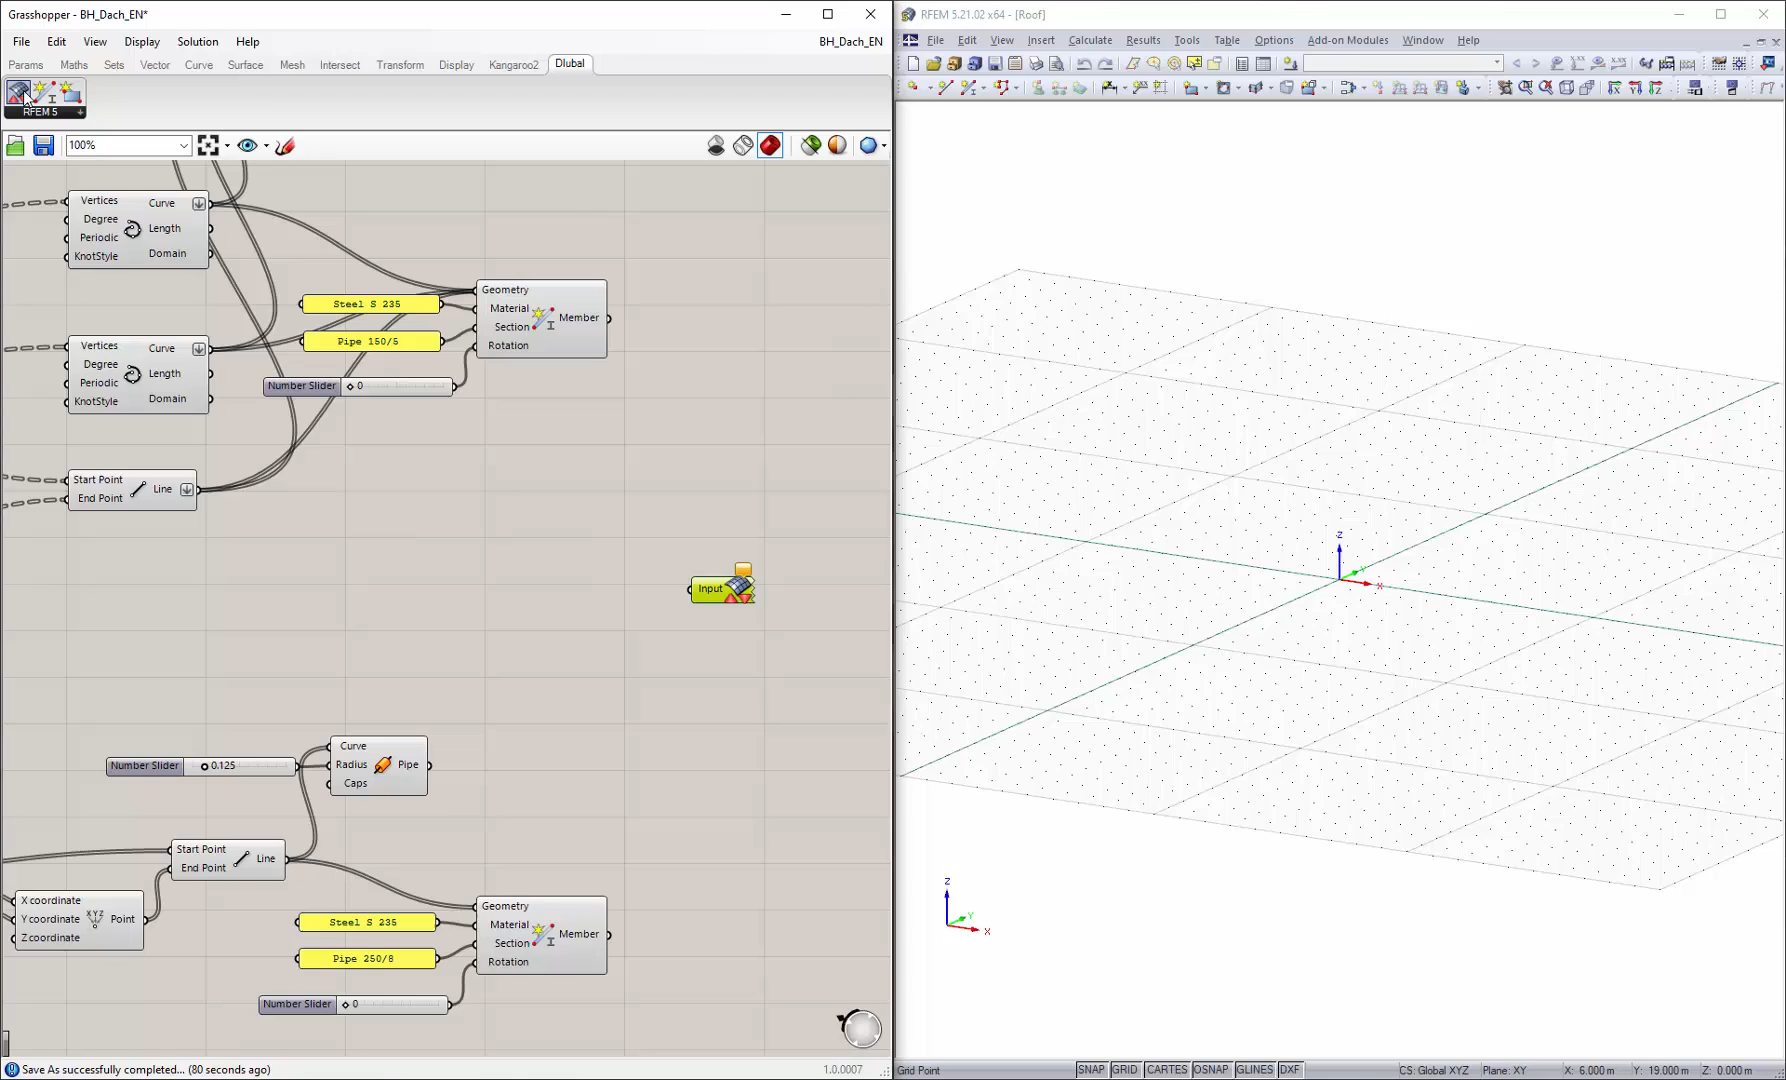 Grasshopper - BH_Dach_EN*
File Edit View Display Solution Help
BH_Dach_EN
Params Maths Sets Vector Curve Surface Mesh Intersect Transform Display Kangaroo2 Dlubal
RFEM 5
100%
Vertices
Degree
Periodic
KnotStyle
Curve
Length
Domain
Vertices
Degree
Periodic
KnotStyle
Curve
Length
Domain
Start Point
End Point
Line
Steel S 235
Pipe 150/5
Number Slider 0
Geometry
Material
Section
Rotation
Member
Input
Number Slider 0.125
Curve
Radius
Caps
Pipe
Start Point
End Point
Line
X coordinate
Y coordinate
Z coordinate
XYZ
Point
Steel S 235
Pipe 250/8
Number Slider 0
Geometry
Material
Section
Rotation
Member
Save As successfully completed... (80 seconds ago)
1.0.0007
RFEM 5.21.02 x64 - [Roof]
File Edit View Insert Calculate Results Tools Table Options Add-on Modules Window Help
Z
Y
X
Z
Y
X
Grid Point
SNAP GRID CARTES OSNAP GLINES DXF
CS: Global XYZ Plane: XY X: 6.000 m Y: 19.000 m Z: 0.000 m